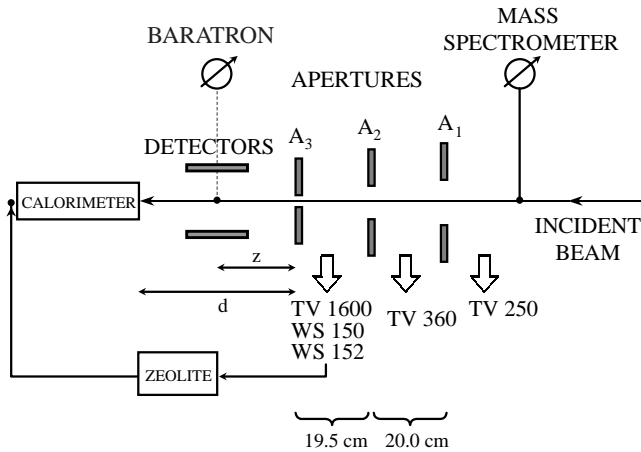 MASS
SPECTROMETER
BARATRON
APERTURES
A1
A2
A3
DETECTORS
CALORIMETER
INCIDENT
BEAM
z
d
TV 1600
WS 150
WS 152
TV 360
TV 250
ZEOLITE
19.5 cm
20.0 cm